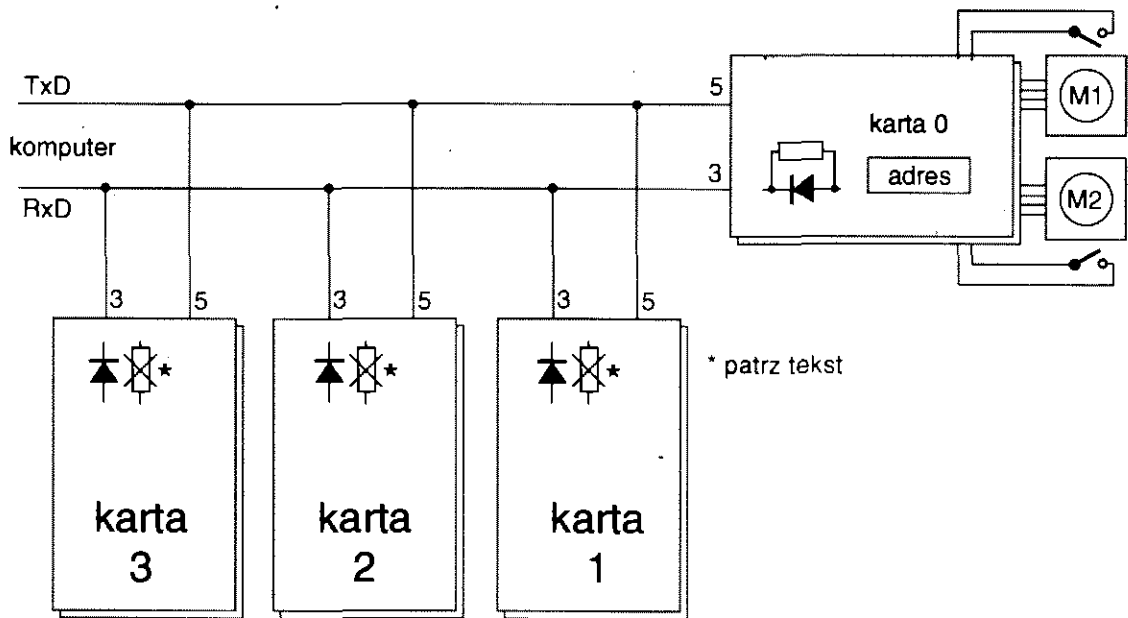 TxD
5
M1
karta 0
komputer
adres
3
M2
RxD
3
5
3
5
3
5
*
*
*
* patrz tekst
karta
3
karta
2
karta
1